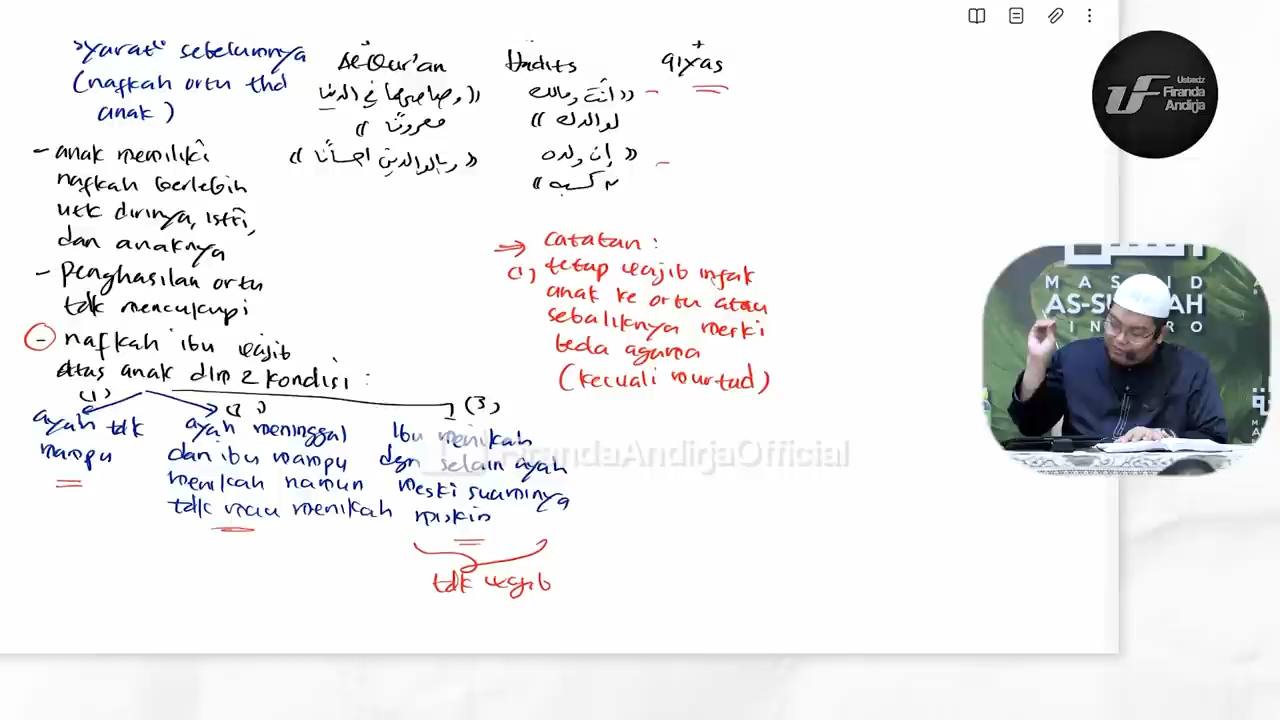 syarat² sebelumnya
(nafkah ortu thd
anak)
- anak memiliki
nafkah berlebih
utk dirinya, istri,
dan anaknya
- penghasilan ortu
tdk mencukupi
- nafkah ibu wajib
atas anak dlm 2 kondisi :
(1)
ayah tdk
mampu
(2)
ayah meninggal
dan ibu mampu
menikah namun
tdk mau menikah
(3)
Ibu menikah
dgn selain ayah
meski suaminya
miskin
tdk wajib
Al-Qur'an
((وصاحبهما في الدنيا
معروفًا))
((وبالوالدين احسانًا))
Hadits
((أنت ومالك
لوالدك))
((إن ولده
من كسبه))
qiyas
⇒ catatan :
(1) tetap wajib infak
anak ke ortu atau
sebaliknya meski
beda agama
(kecuali murtad)
FirandaAndirjaOfficial
Ustadz
Firanda
Andirja
MASJID